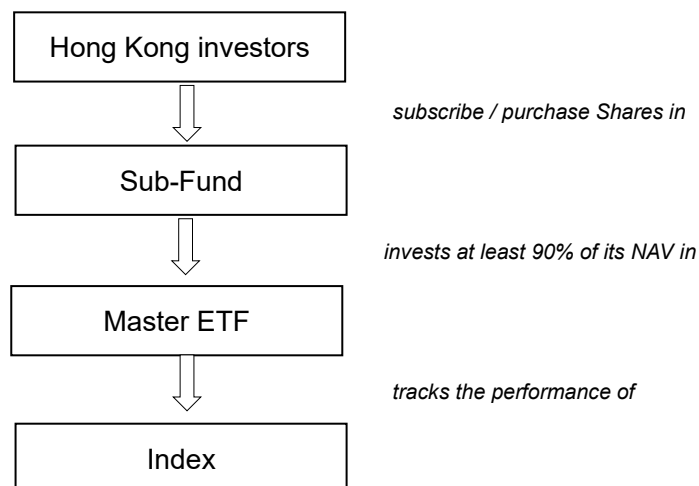 Hong Kong investors
subscribe / purchase Shares in
Sub-Fund
invests at least 90% of its NAV in
Master ETF
tracks the performance of
Index